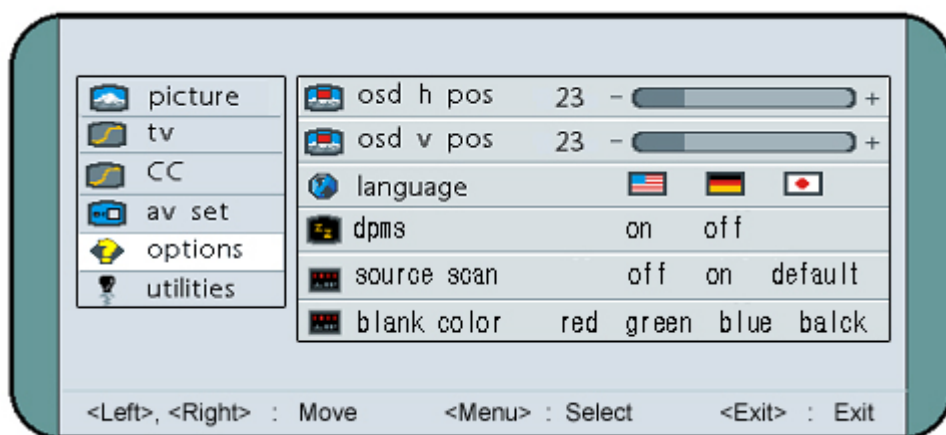 picture
tv
CC
av set
options
utilities
osd h pos 23 - +
osd v pos 23 - +
language
dpms on off
source scan off on default
blank color red green blue balck
<Left>, <Right> : Move <Menu> : Select <Exit> : Exit